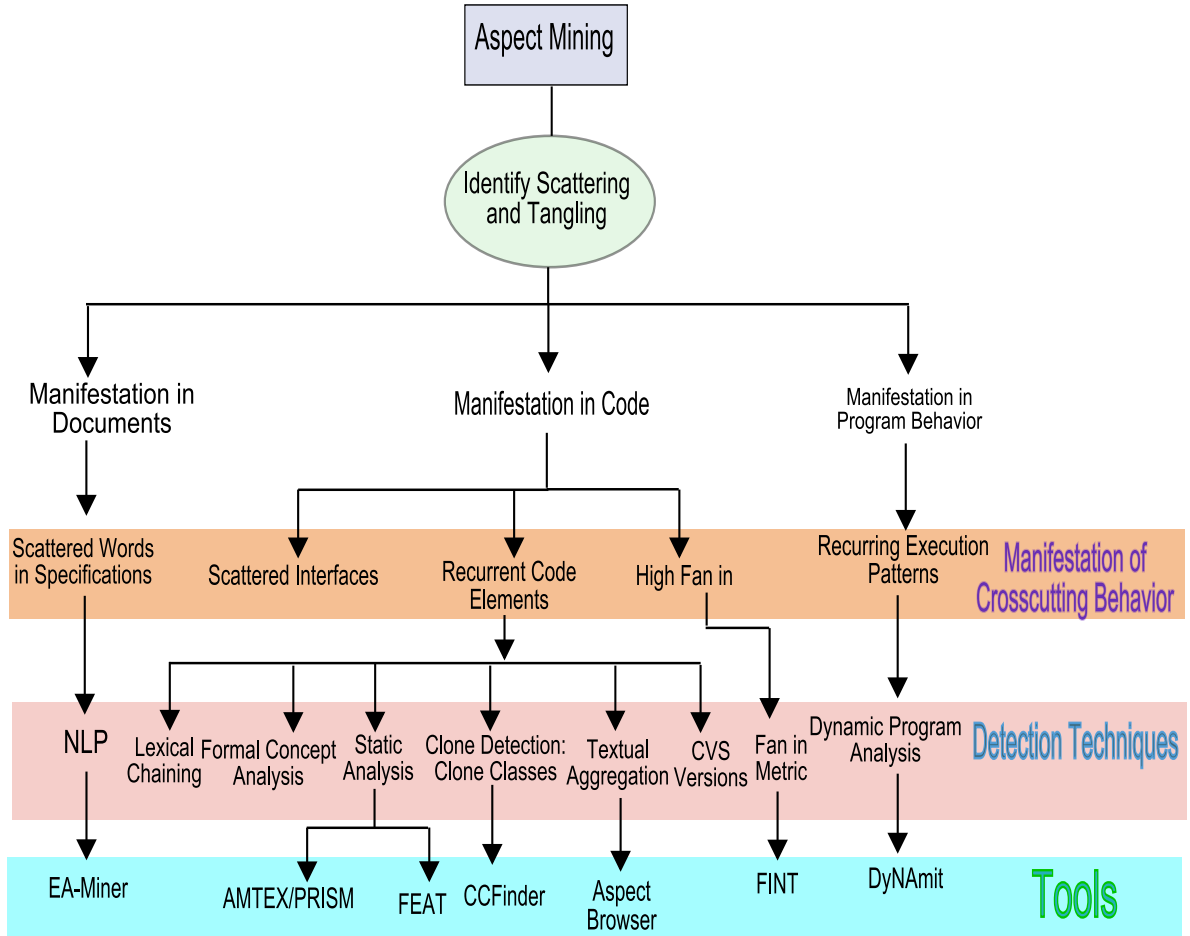 Aspect Mining
Identify Scattering
and Tangling
Manifestation in
Documents
Manifestation in Code
Manifestation in
Program Behavior
Scattered Words
in Specifications
Scattered Interfaces
Recurrent Code
Elements
High Fan in
Recurring Execution
Patterns
Manifestation of
Crosscutting Behavior
NLP
Lexical
Chaining
Formal Concept
Analysis
Static
Analysis
Clone Detection:
Clone Classes
Textual
Aggregation
CVS
Versions
Fan in
Metric
Dynamic Program
Analysis
Detection Techniques
EA-Miner
AMTEX/PRISM
FEAT
CCFinder
Aspect
Browser
FINT
DyNAmit
Tools